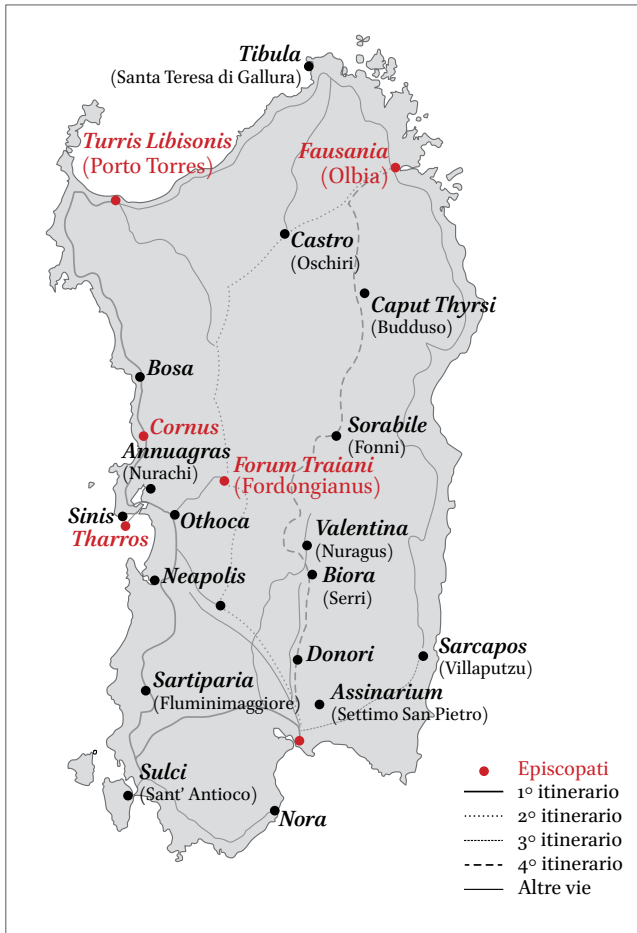 Tibula
(Santa Teresa di Gallura)
Turris Libisonis
(Porto Torres)
Fausania
(Olbia)
Castro
(Oschiri)
Caput Thyrsi
(Budduso)
Bosa
Cornus
Annuagras
(Nurachi)
Sorabile
(Fonni)
Forum Traiani
(Fordongianus)
Sinis
Tharros
Othoca
Valentina
(Nuragus)
Neapolis
Biora
(Serri)
Donori
Sarcapos
(Villaputzu)
Sartiparia
(Fluminimaggiore)
Assinarium
(Settimo San Pietro)
Sulci
(Sant' Antioco)
Nora
Episcopati
1° itinerario
2° itinerario
3° itinerario
4° itinerario
Altre vie